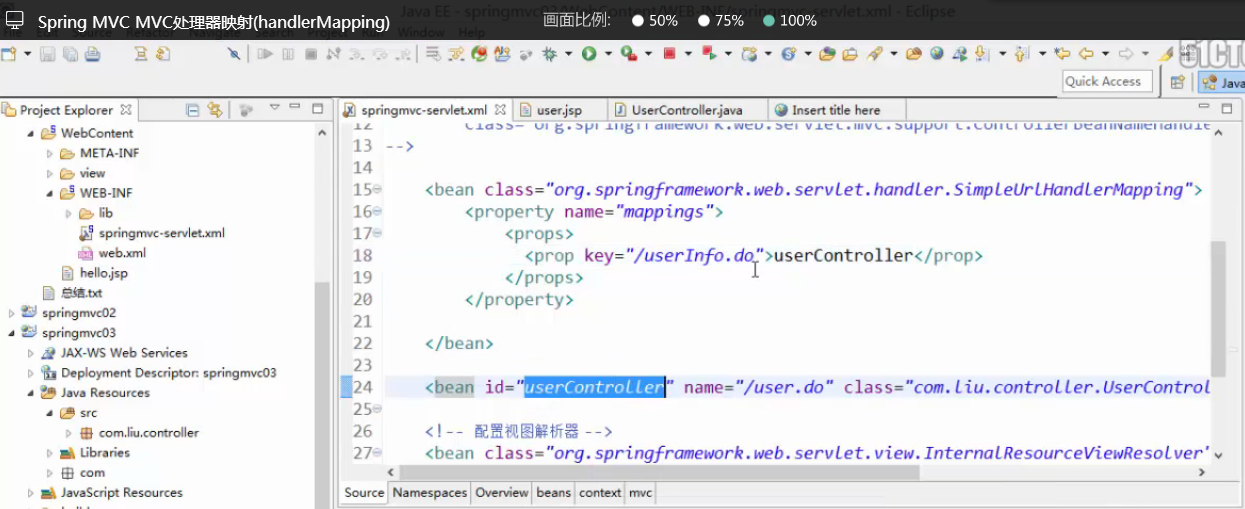 Spring MVC MVC处理器映射(handlerMapping)
画面比例: 50% 75% 100%
Java EE - springmvc03/WebContent/WEB-INF/springmvc-servlet.xml - Eclipse
Quick Access
Java
Project Explorer
springmvc-servlet.xml
user.jsp
UserController.java
Insert title here
WebContent
META-INF
view
WEB-INF
lib
springmvc-servlet.xml
web.xml
hello.jsp
总结.txt
springmvc02
springmvc03
JAX-WS Web Services
Deployment Descriptor: springmvc03
Java Resources
src
com.liu.controller
Libraries
com
JavaScript Resources
12 class="org.springframework.web.servlet.mvc.support.ControllerBeanNameHandle
13 -->
14
15 <bean class="org.springframework.web.servlet.handler.SimpleUrlHandlerMapping">
16 <property name="mappings">
17 <props>
18 <prop key="/userInfo.do">userController</prop>
19 </props>
20 </property>
21
22 </bean>
23
24 <bean id="userController" name="/user.do" class="com.liu.controller.UserControl
25
26 <!-- 配置视图解析器 -->
27 <bean class="org.springframework.web.servlet.view.InternalResourceViewResolver"
Source Namespaces Overview beans context mvc